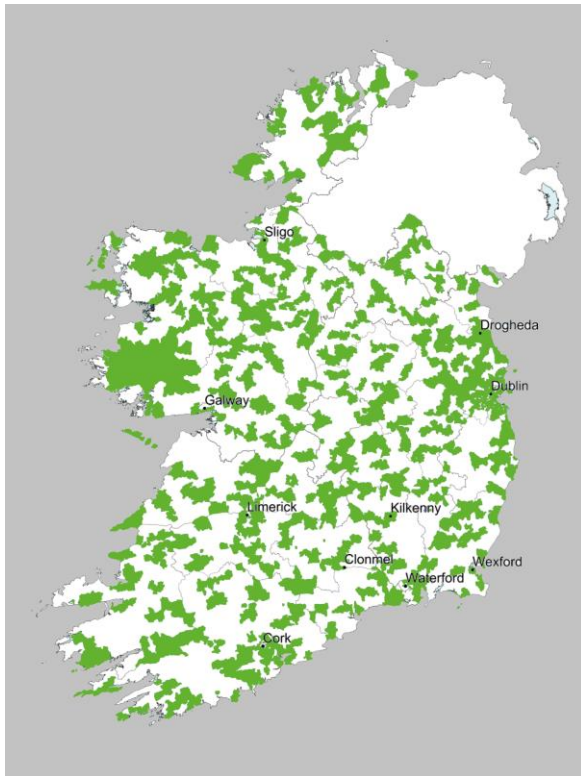 Sligo
Drogheda
Dublin
Galway
Limerick
Kilkenny
Clonmel
Wexford
Waterford
Cork